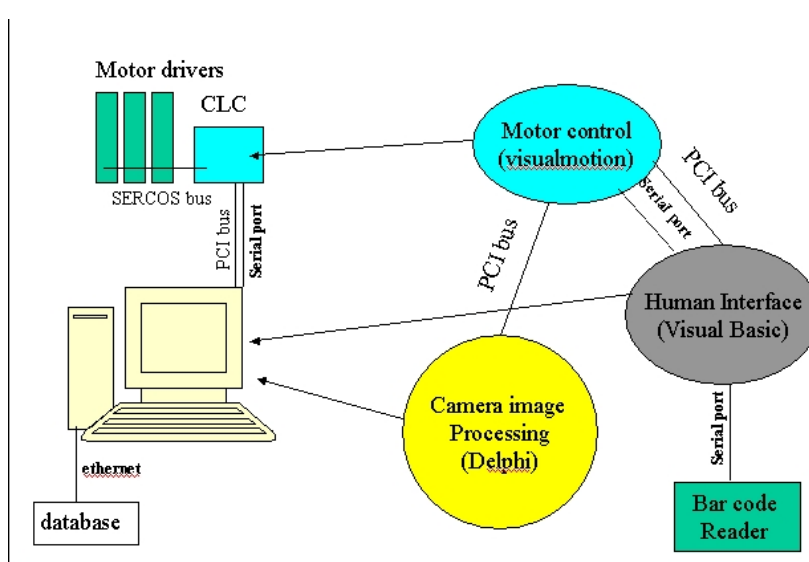 Motor drivers
CLC
SERCOS bus
PCI bus
Serial port
ethernet
database
Motor control
(visualmotion)
PCI bus
Serial port
PCI bus
Human Interface
(Visual Basic)
Camera image
Processing
(Delphi)
Serial port
Bar code
Reader